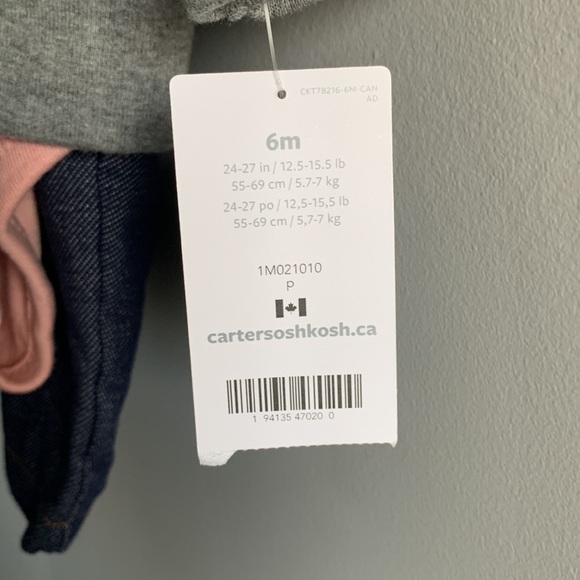 CKT78216-6M-CAN
AD
6m
24-27 in / 12.5-15.5 lb
55-69 cm / 5.7-7 kg
24-27 po / 12,5-15,5 lb
55-69 cm / 5,7-7 kg
1M021010
P
cartersoshkosh.ca
1 94135 47020 0